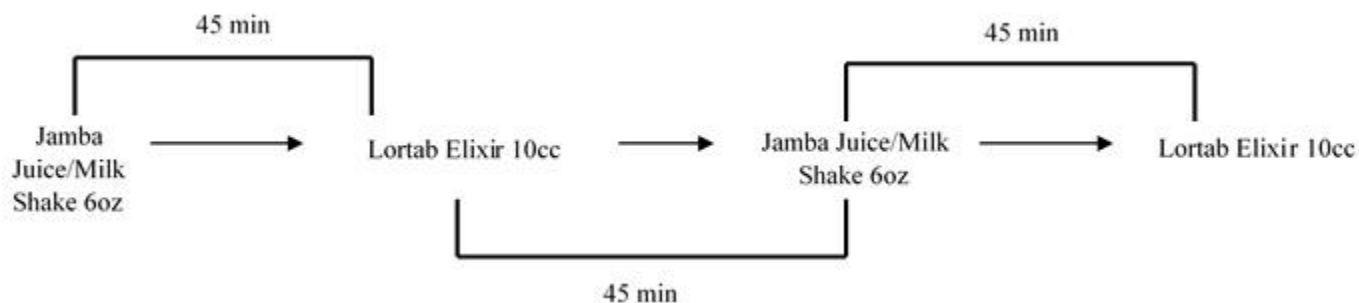 45 min
45 min
Jamba
Juice/Milk
Shake 6oz
Lortab Elixir 10cc
Jamba Juice/Milk
Shake 6oz
Lortab Elixir 10cc
45 min